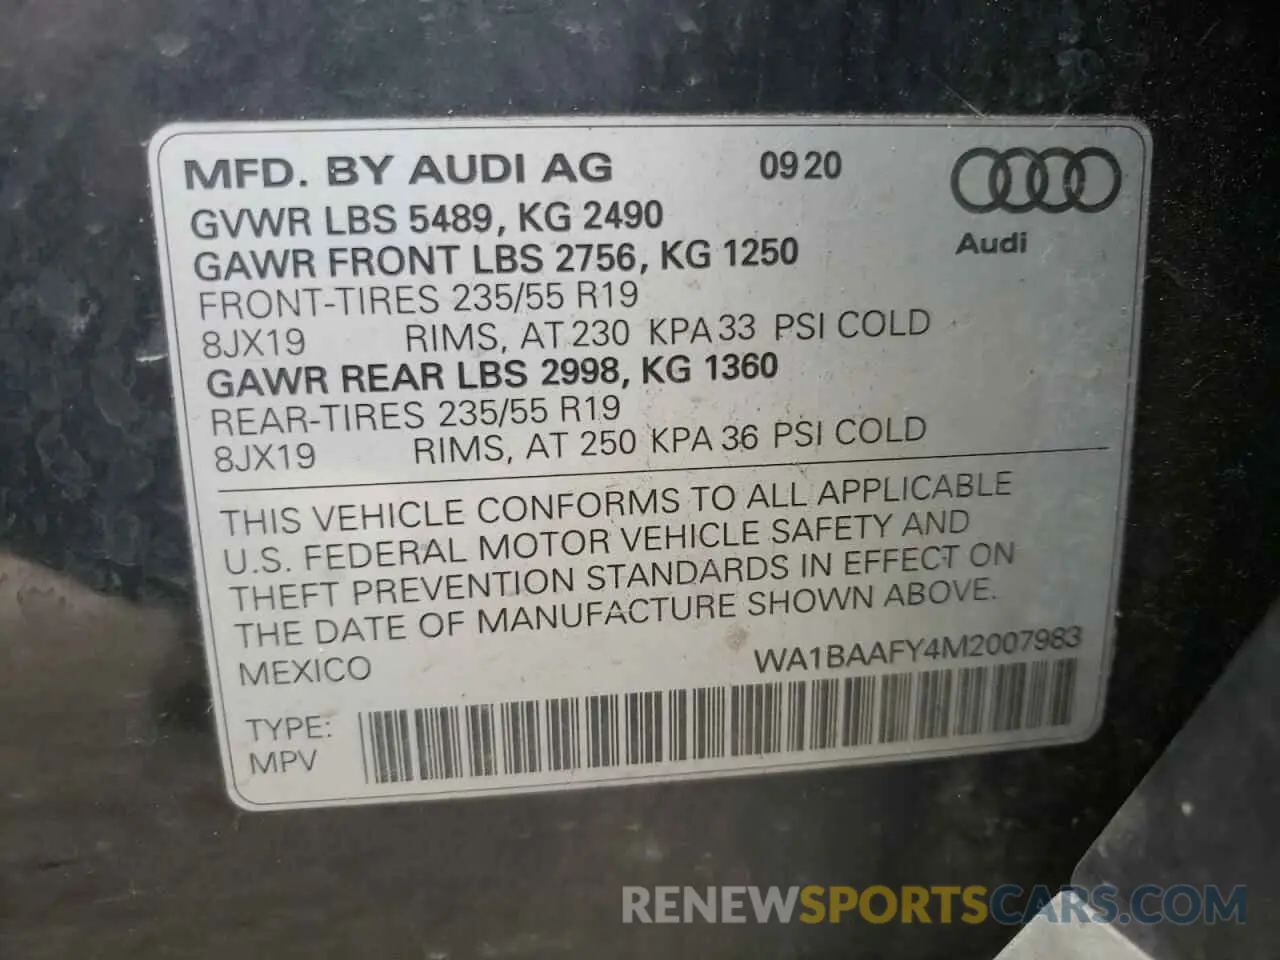 MFD. BY AUDI AG 0920
GVWR LBS 5489, KG 2490
GAWR FRONT LBS 2756, KG 1250
Audi
FRONT-TIRES 235/55 R19
8JX19 RIMS, AT 230 KPA 33 PSI COLD
GAWR REAR LBS 2998, KG 1360
REAR-TIRES 235/55 R19
8JX19 RIMS, AT 250 KPA 36 PSI COLD
THIS VEHICLE CONFORMS TO ALL APPLICABLE
U.S. FEDERAL MOTOR VEHICLE SAFETY AND
THEFT PREVENTION STANDARDS IN EFFECT ON
THE DATE OF MANUFACTURE SHOWN ABOVE.
MEXICO WA1BAAFY4M2007983
TYPE:
MPV
RENEWSPORTSCARS.COM